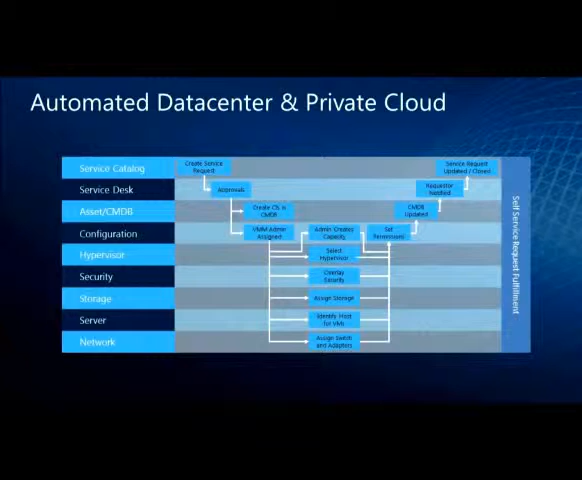 Automated Datacenter & Private Cloud
Service Catalog
Create Service
Request
Service Request
Updated / Closed
Service Desk
Approvals
Requestor
Notified
Asset/CMDB
Create CIs in
CMDB
CMDB
Updated
Configuration
VMM Admin
Assigned
Admin Creates
Capacity
Set
Permissions
Hypervisor
Select
Hypervisor
Security
Overlay
Security
Storage
Assign Storage
Server
Identify Host
for VMs
Network
Assign Switch
and Adapters
Self Service Request Fulfillment